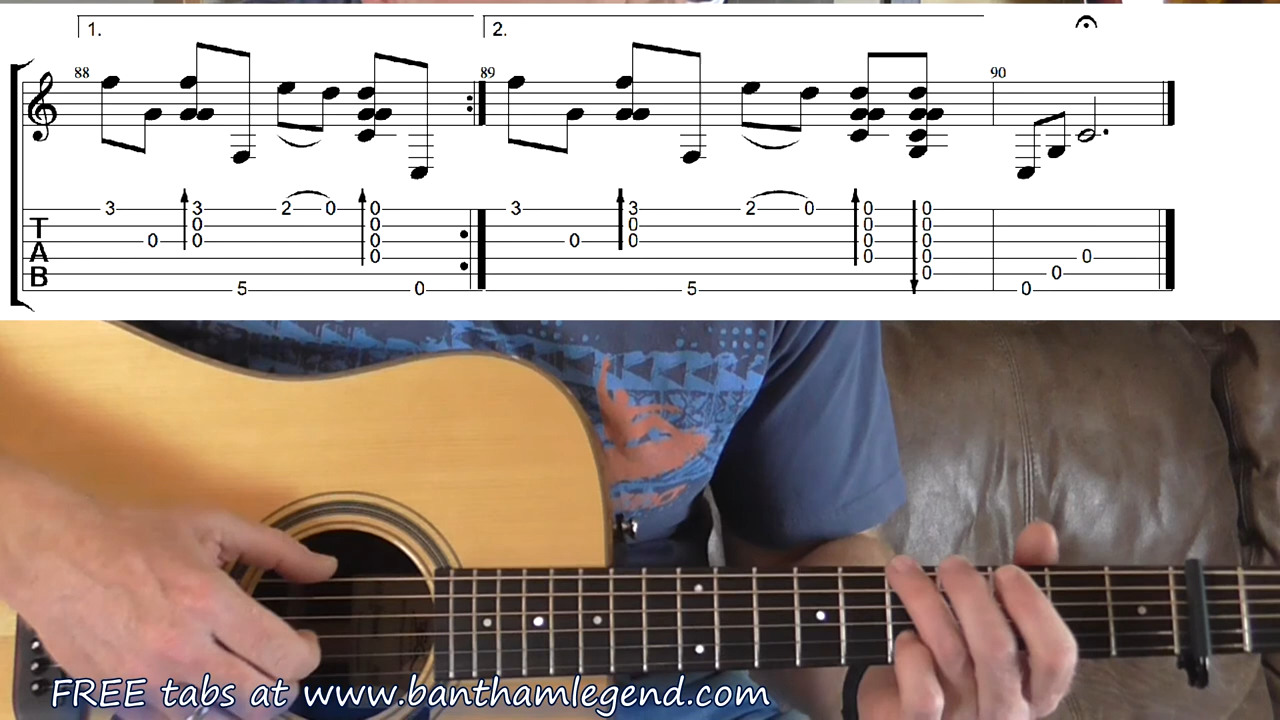 1. 2.
88 89 90
3 3 2 0 0 3 3 2 0 0 0
T 0 0 0 0 0 0
A 0 0 0 0 0 0 0
B 0 0 0 0
0 0
5 0 5 0
FREE tabs at www.banthamlegend.com